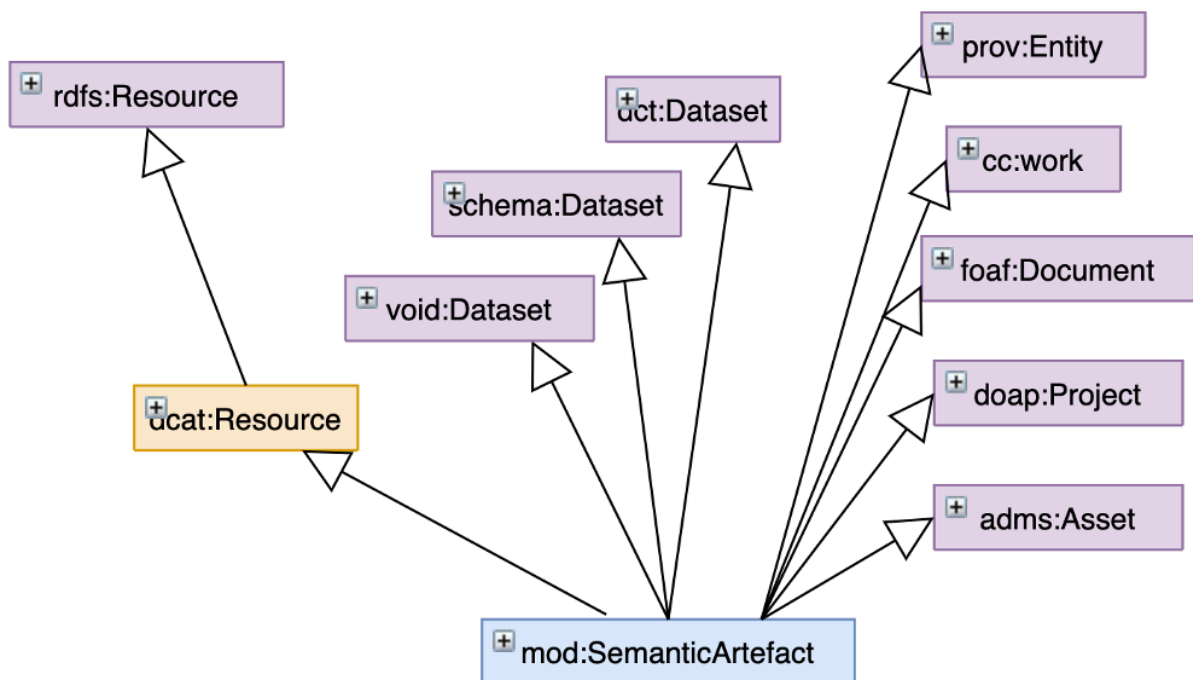 prov:Entity
rdfs:Resource
dct:Dataset
cc:work
schema:Dataset
foaf:Document
void:Dataset
doap:Project
dcat:Resource
adms:Asset
mod:SemanticArtefact